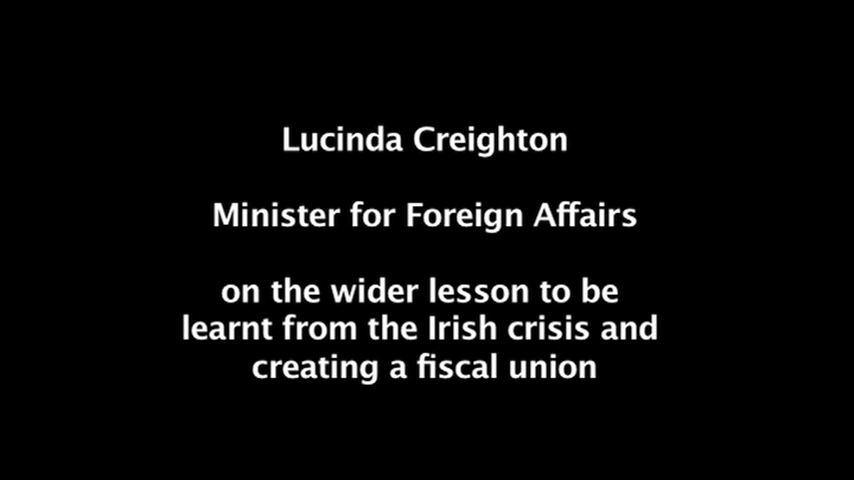 Lucinda Creighton
Minister for Foreign Affairs
on the wider lesson to be
learnt from the Irish crisis and
creating a fiscal union